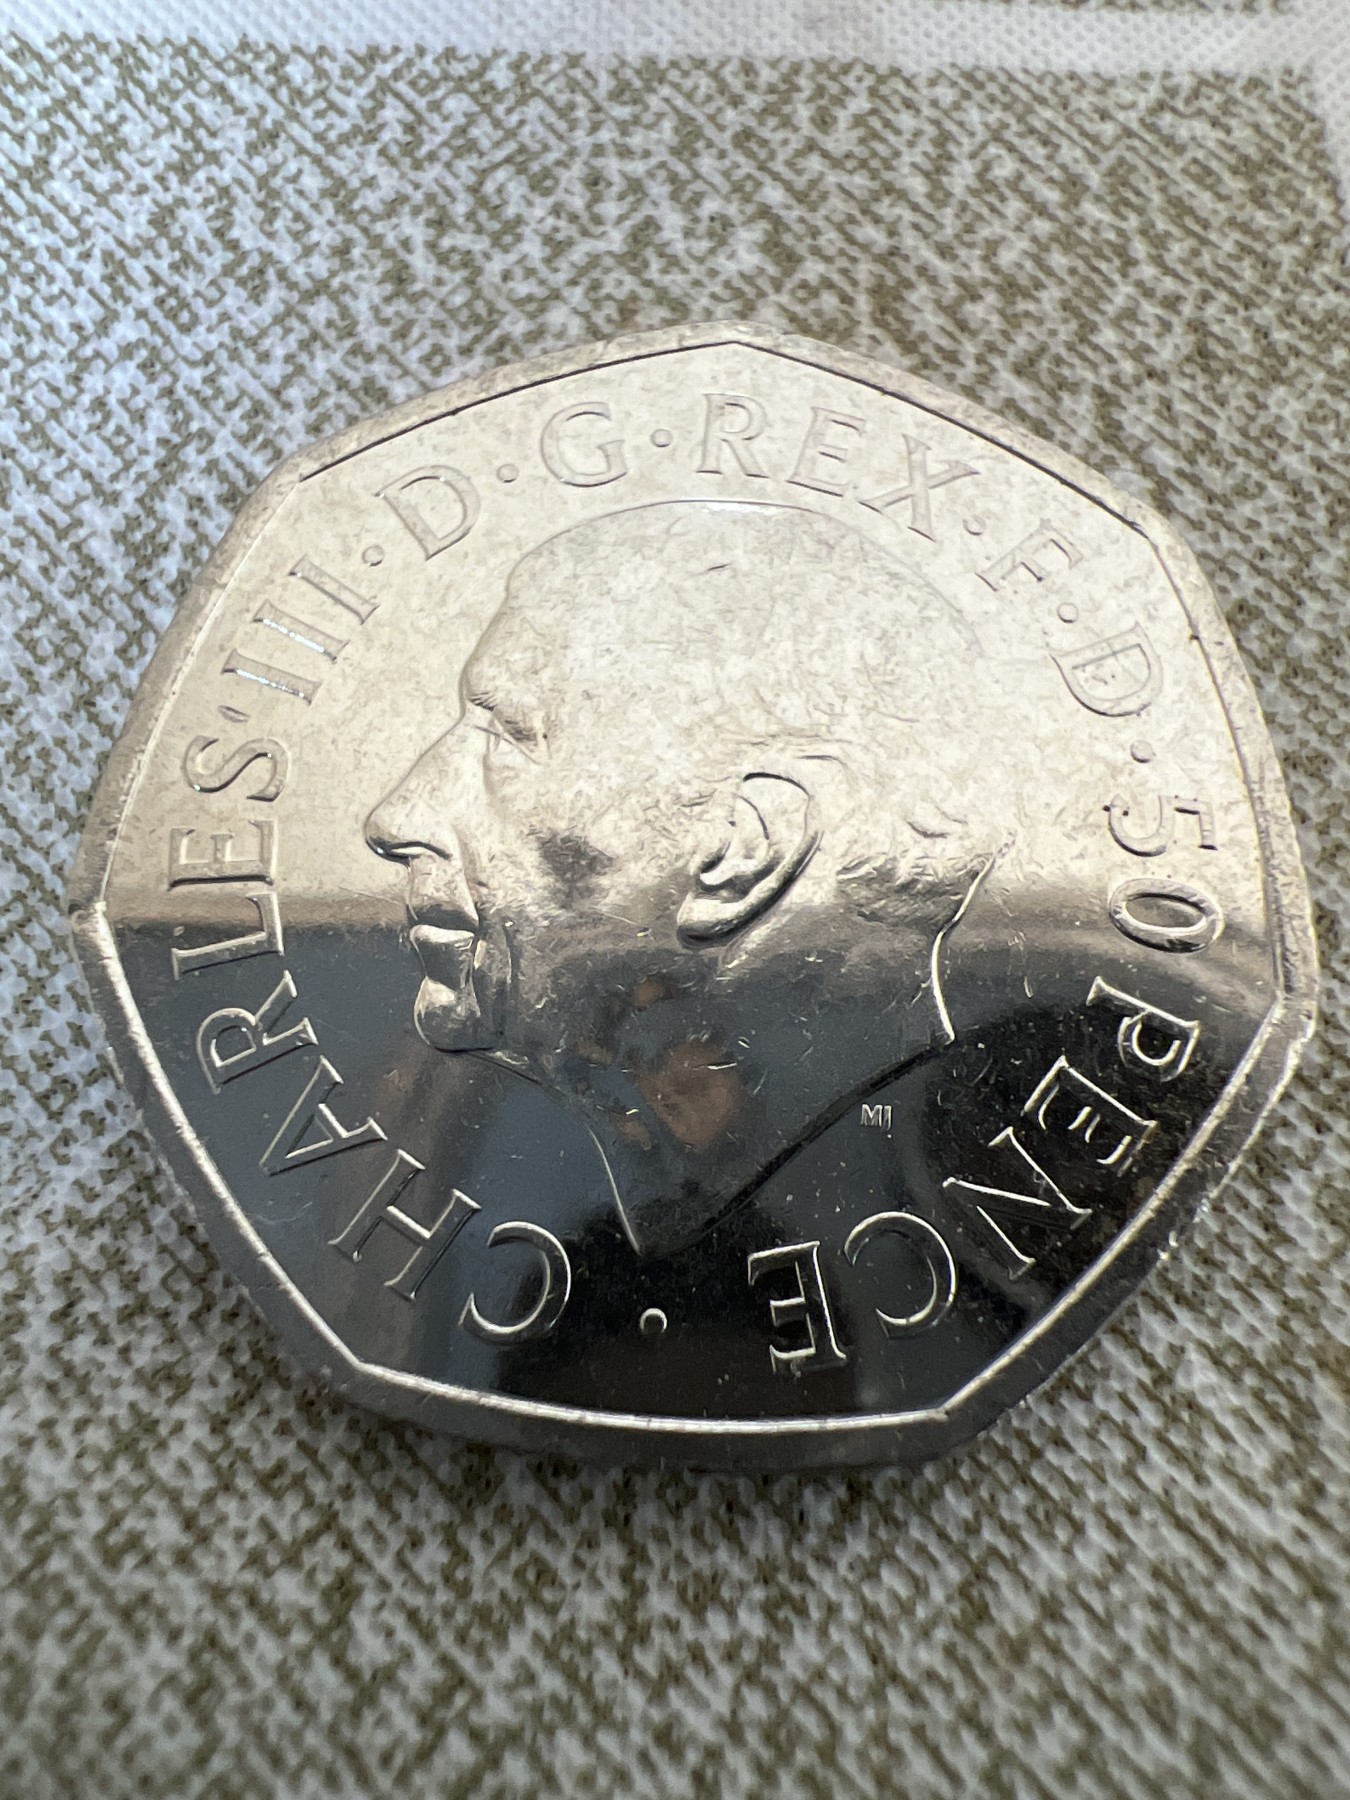 · CHARLES III · D · G · REX · F · D · 50 PENCE
MJ